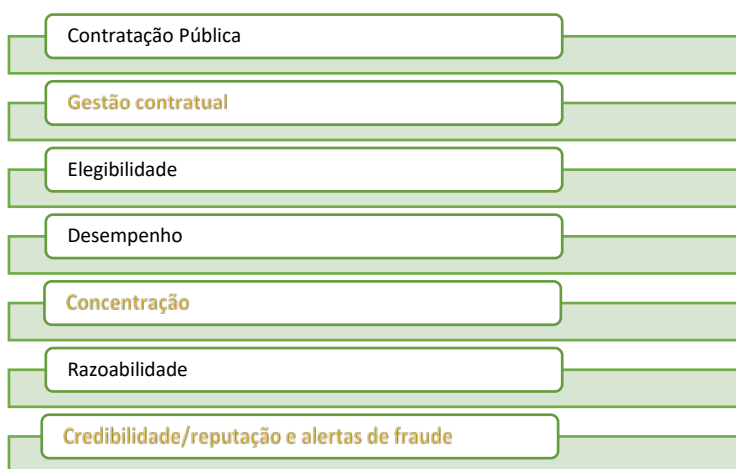 Contratação Pública
Gestão contratual
Elegibilidade
Desempenho
Concentração
Razoabilidade
Credibilidade/reputação e alertas de fraude